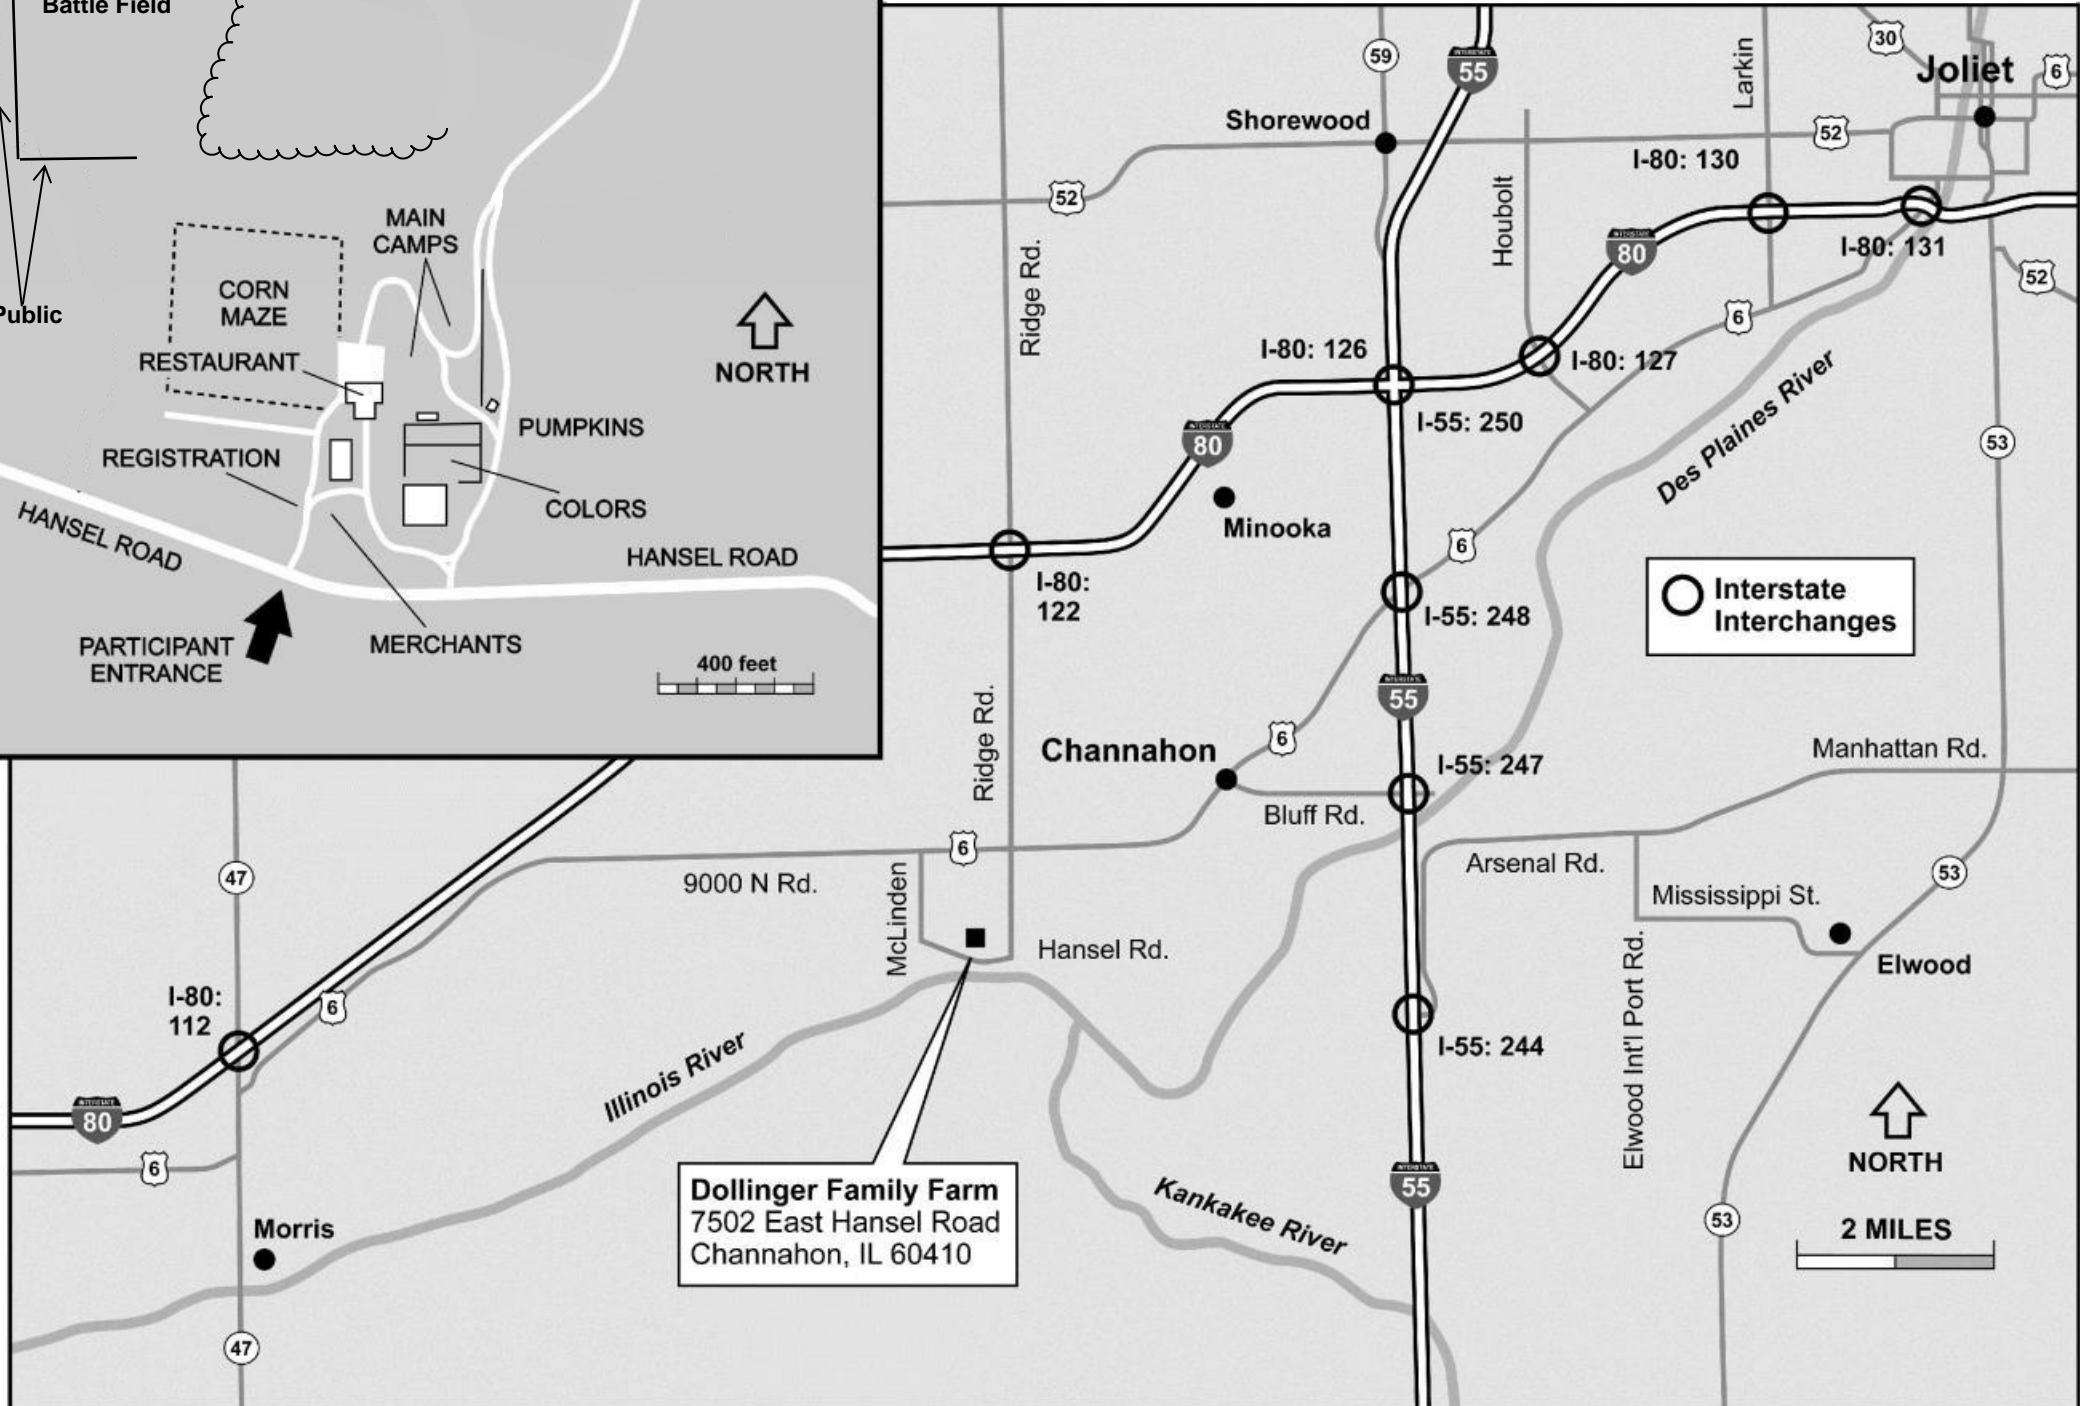 Battle Field
Public
MAIN
CAMPS
CORN
MAZE
RESTAURANT
NORTH
PUMPKINS
REGISTRATION
COLORS
HANSEL ROAD
HANSEL ROAD
PARTICIPANT
ENTRANCE
MERCHANTS
400 feet
59
INTERSTATE
55
Larkin
30
Joliet
6
Shorewood
52
I-80: 130
52
Ridge Rd.
Houbolt
INTERSTATE
80
I-80: 131
52
6
I-80: 126
I-80: 127
Des Plaines River
I-55: 250
INTERSTATE
80
53
Minooka
6
I-80:
122
I-55: 248
Interstate
Interchanges
Ridge Rd.
INTERSTATE
55
Channahon
6
I-55: 247
Manhattan Rd.
Bluff Rd.
6
9000 N Rd.
McLinden
Arsenal Rd.
47
53
Mississippi St.
Hansel Rd.
Elwood
Elwood Int'l Port Rd.
I-80:
112
6
I-55: 244
Illinois River
INTERSTATE
80
6
NORTH
Dollinger Family Farm
7502 East Hansel Road
Channahon, IL 60410
Kankakee River
INTERSTATE
55
53
2 MILES
Morris
47